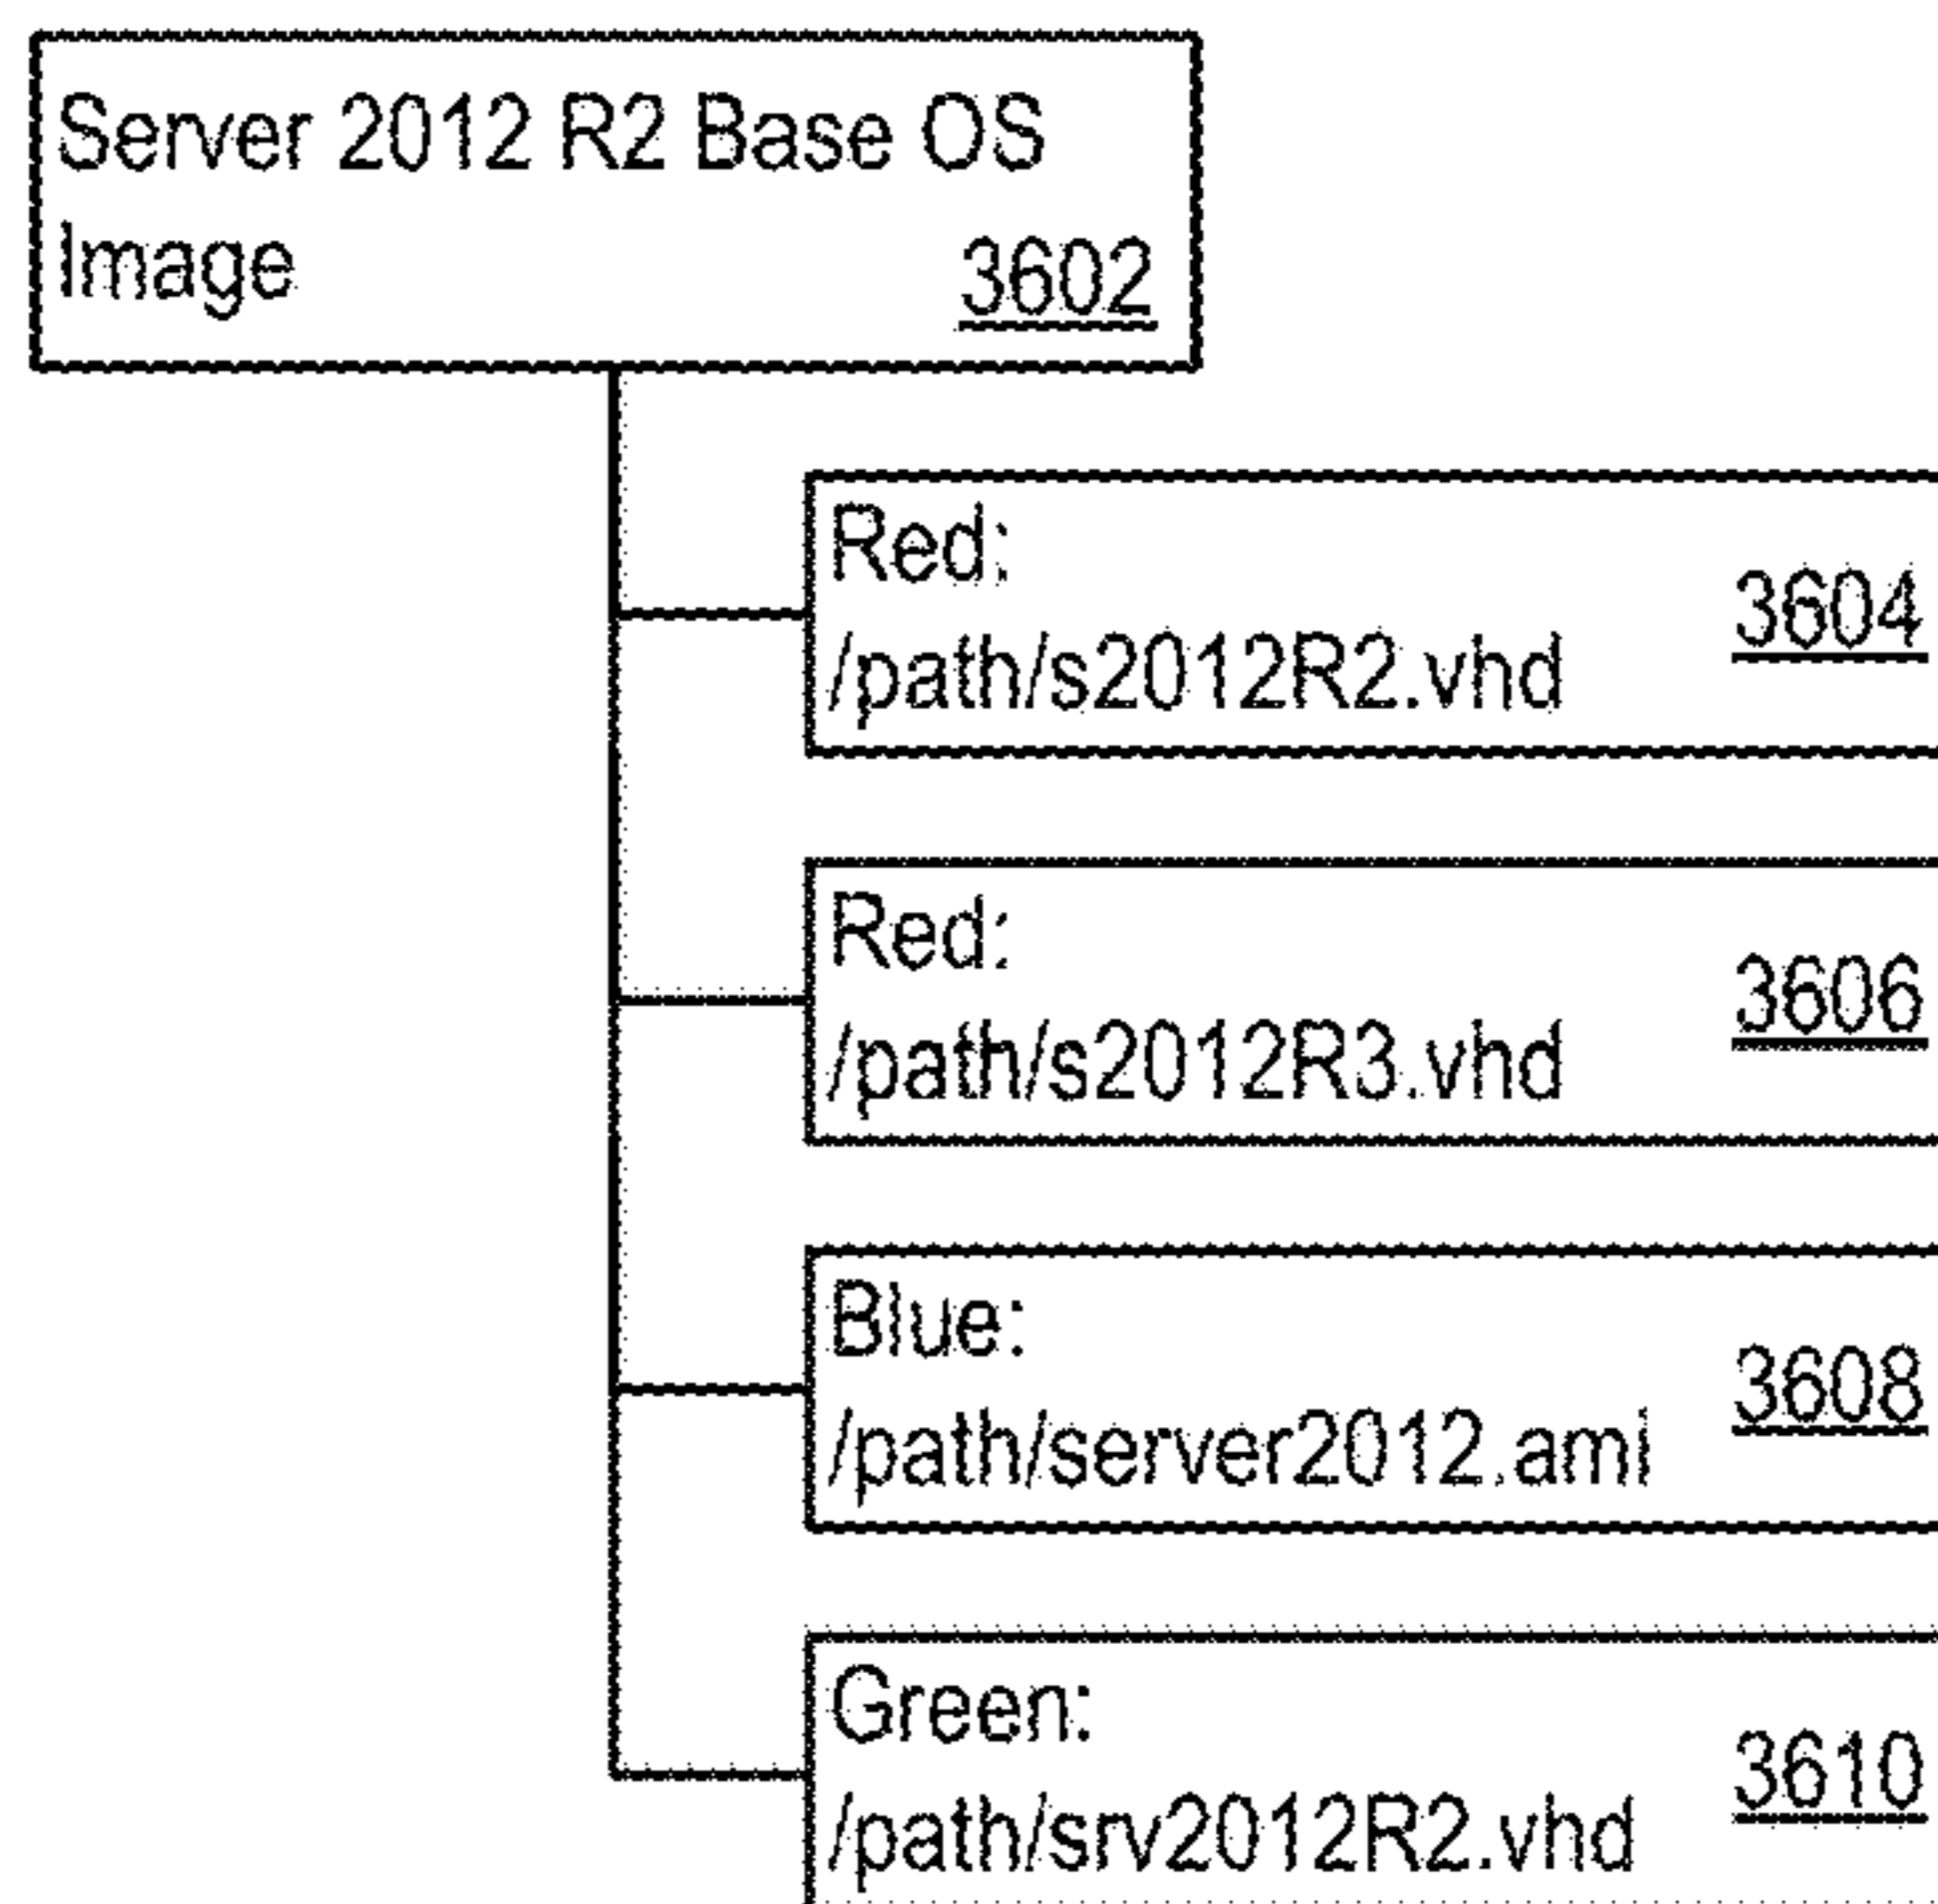 Server 2012 R2 Base OS
Image 3602
Red:
3604
/path/s2012R2.vhd
Red:
3606
/path/s2012R3.vhd
Blue:
3608
/path/server2012.ami
Green:
3610
/path/srv2012R2.vhd